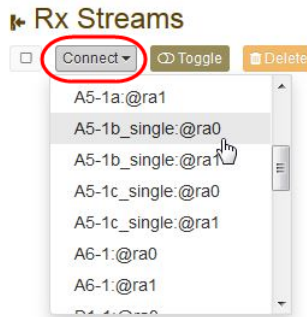 Rx Streams
Connect Toggle Delete
A5-1a:@ra1
A5-1b_single:@ra0
A5-1b_single:@ra1
A5-1c_single:@ra0
A5-1c_single:@ra1
A6-1:@ra0
A6-1:@ra1